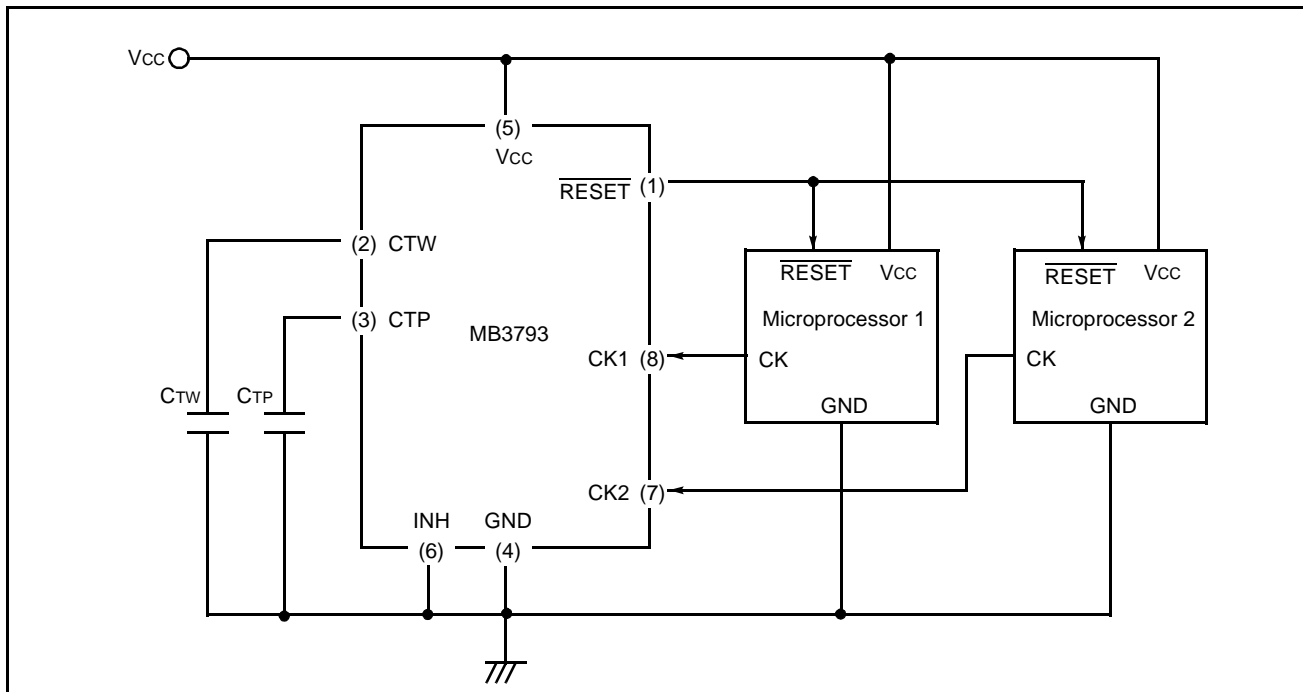 VCC
(5)
VCC
RESET (1)
(2) CTW
RESET VCC
RESET VCC
(3) CTP
MB3793
Microprocessor 1
Microprocessor 2
CK1 (8)
CK
CK
CTW
CTP
GND
GND
CK2 (7)
INH GND
(6) (4)